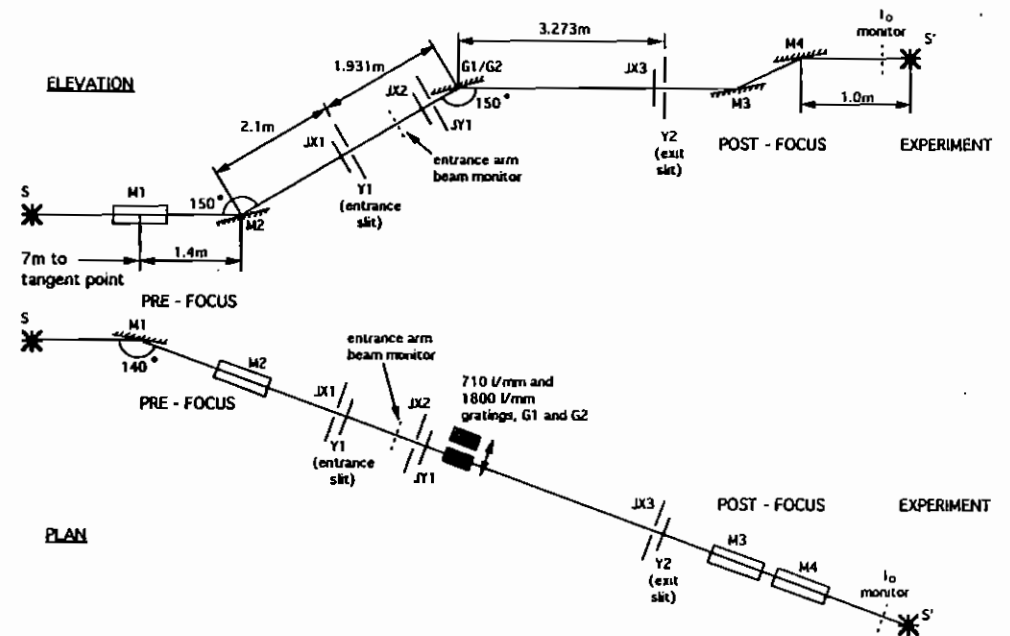 3.273m
I₀
monitor
S'
M4
1.931m
G1/G2
ELEVATION
JX3
JX2
150°
M3
1.0m
2.1m
JY1
JX1
Y2
(exit
slit)
POST - FOCUS
EXPERIMENT
entrance arm
beam monitor
S
M1
150°
Y1
(entrance
slit)
M2
7m to
tangent point
1.4m
PRE - FOCUS
S
M1
entrance arm
beam monitor
140°
M2
710 l/mm and
1800 l/mm
gratings, G1 and G2
JX1
JX2
PRE - FOCUS
Y1
(entrance
slit)
JY1
JX3
POST - FOCUS
EXPERIMENT
M3
PLAN
Y2
(exit
slit)
M4
I₀
monitor
S'